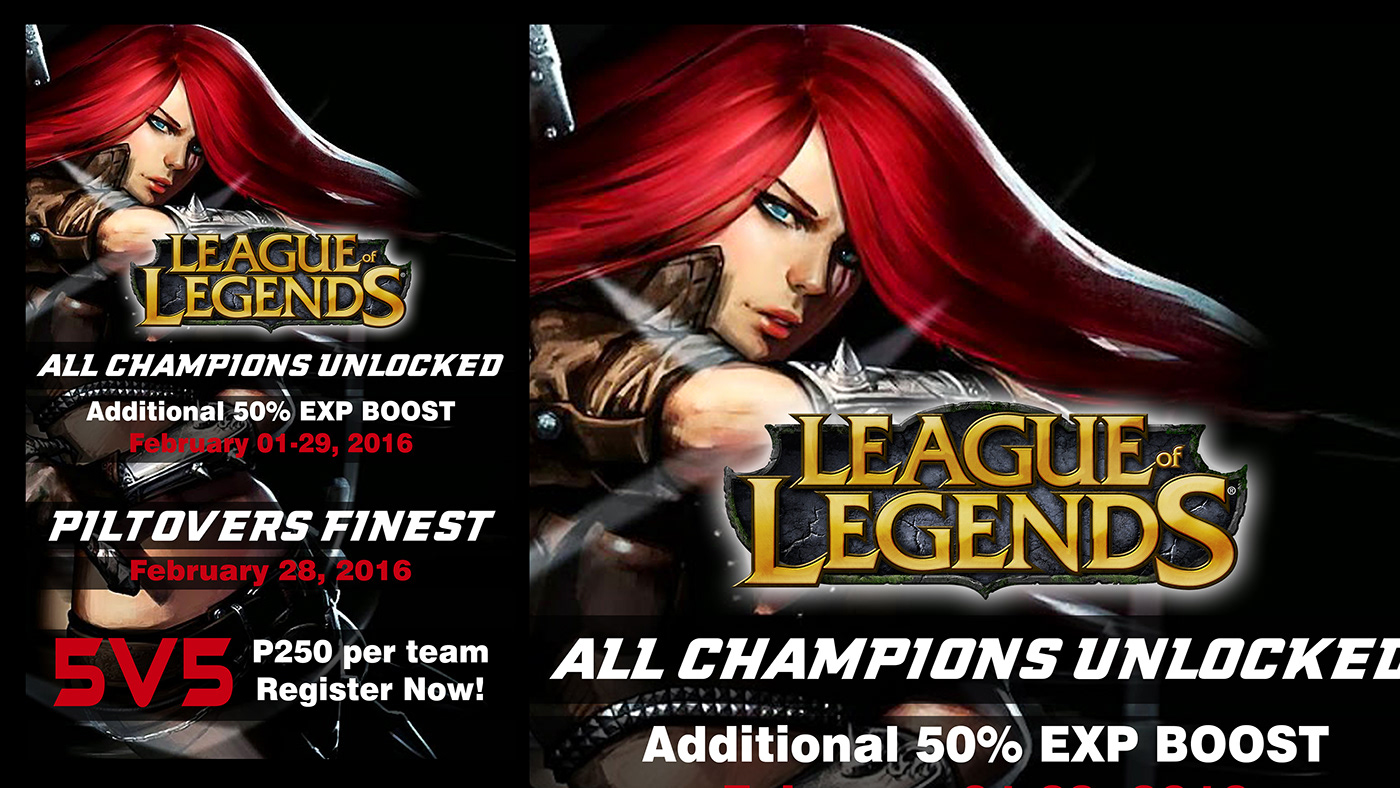 LEAGUE of
LEGENDS®
ALL CHAMPIONS UNLOCKED
Additional 50% EXP BOOST
February 01-29, 2016
PILTOVERS FINEST
February 28, 2016
5V5
P250 per team
Register Now!
LEAGUE of
LEGENDS®
ALL CHAMPIONS UNLOCKED
Additional 50% EXP BOOST